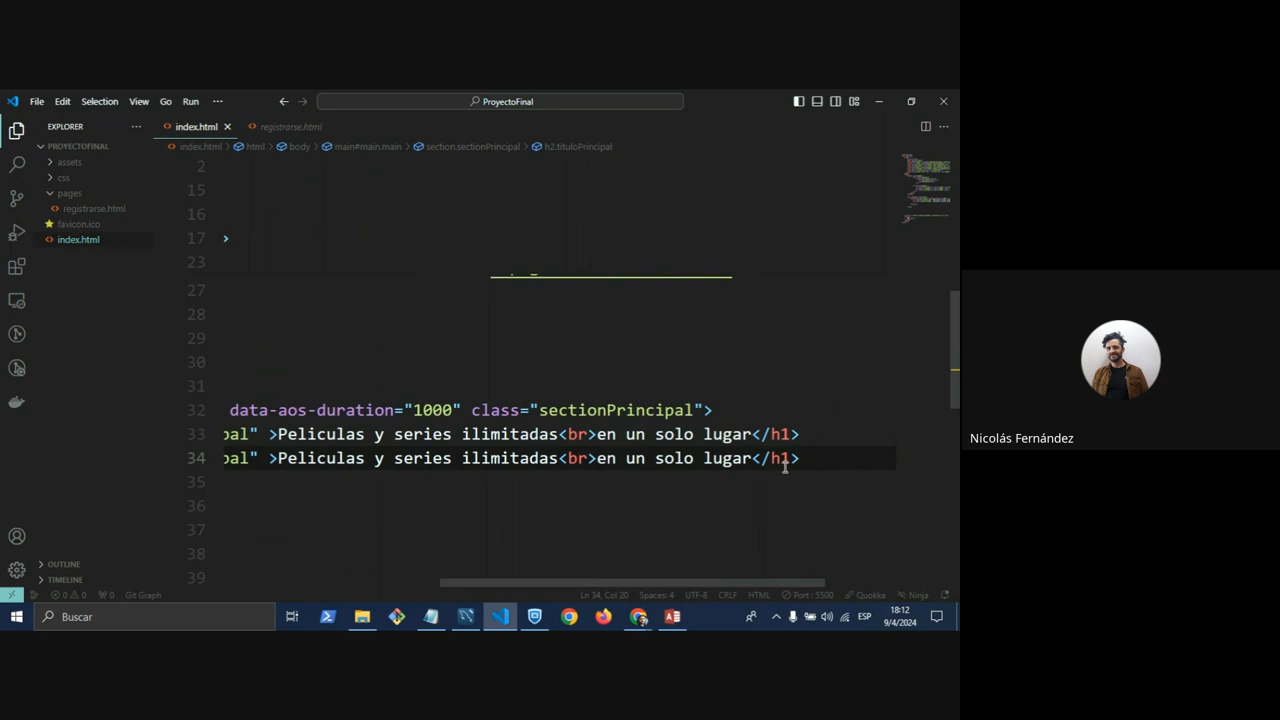 File Edit Selection View Go Run ··· ProyectoFinal
EXPLORER ···
PROYECTOFINAL
assets
css
pages
registrarse.html
favicon.ico
index.html
OUTLINE
TIMELINE
index.html registrarse.html ···
index.html > html > body > main#main.main > section.sectionPrincipal > h2.tituloPrincipal
2
15
16
17 >
23
27
28
29
30
31
32 data-aos-duration="1000" class="sectionPrincipal">
33 pal" >Peliculas y series ilimitadas<br>en un solo lugar</h1>
34 pal" >Peliculas y series ilimitadas<br>en un solo lugar</h1>
35
36
37
38
39
0 0 0 Git Graph Ln 34, Col 20 Spaces: 4 UTF-8 CRLF HTML Port : 5500 Quokka Ninja
Buscar ESP 18:12
9/4/2024
Nicolás Fernández